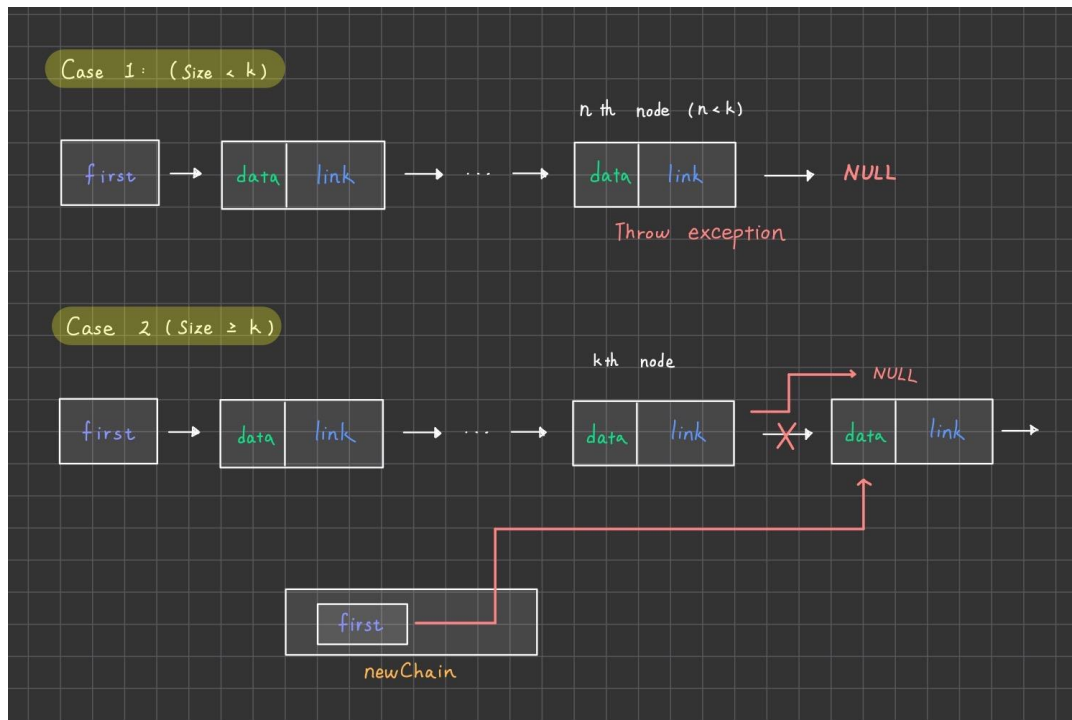 Case 1: (Size < k)
n th node (n < k)
first data link ... data link NULL
Throw exception
Case 2 (Size ≥ k)
kth node
NULL
first data link ... data link data link
first
newChain